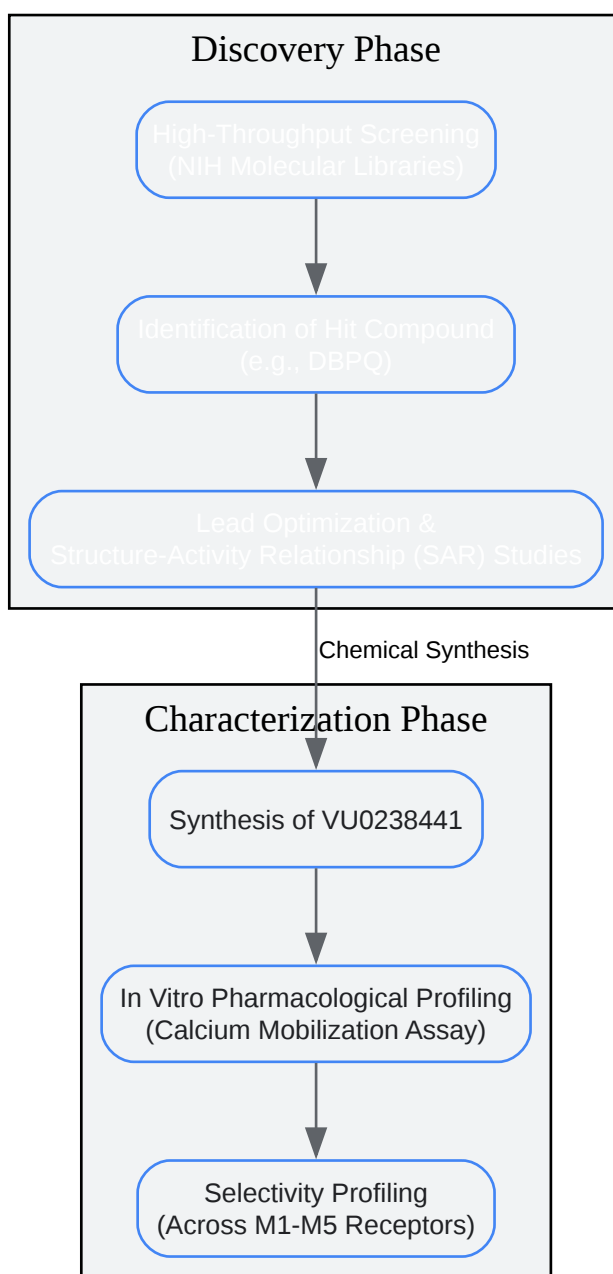 Discovery Phase
High-Throughput Screening
(NIH Molecular Libraries)
Identification of Hit Compound
(e.g., DBPQ)
Lead Optimization &
Structure-Activity Relationship (SAR) Studies
Chemical Synthesis
Characterization Phase
Synthesis of VU0238441
In Vitro Pharmacological Profiling
(Calcium Mobilization Assay)
Selectivity Profiling
(Across M1-M5 Receptors)